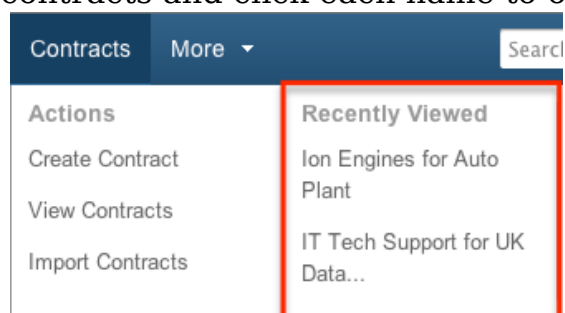 contracts and click each name to
Contracts More
Search
Actions
Create Contract
View Contracts
Import Contracts
Recently Viewed
Ion Engines for Auto
Plant
IT Tech Support for UK
Data...